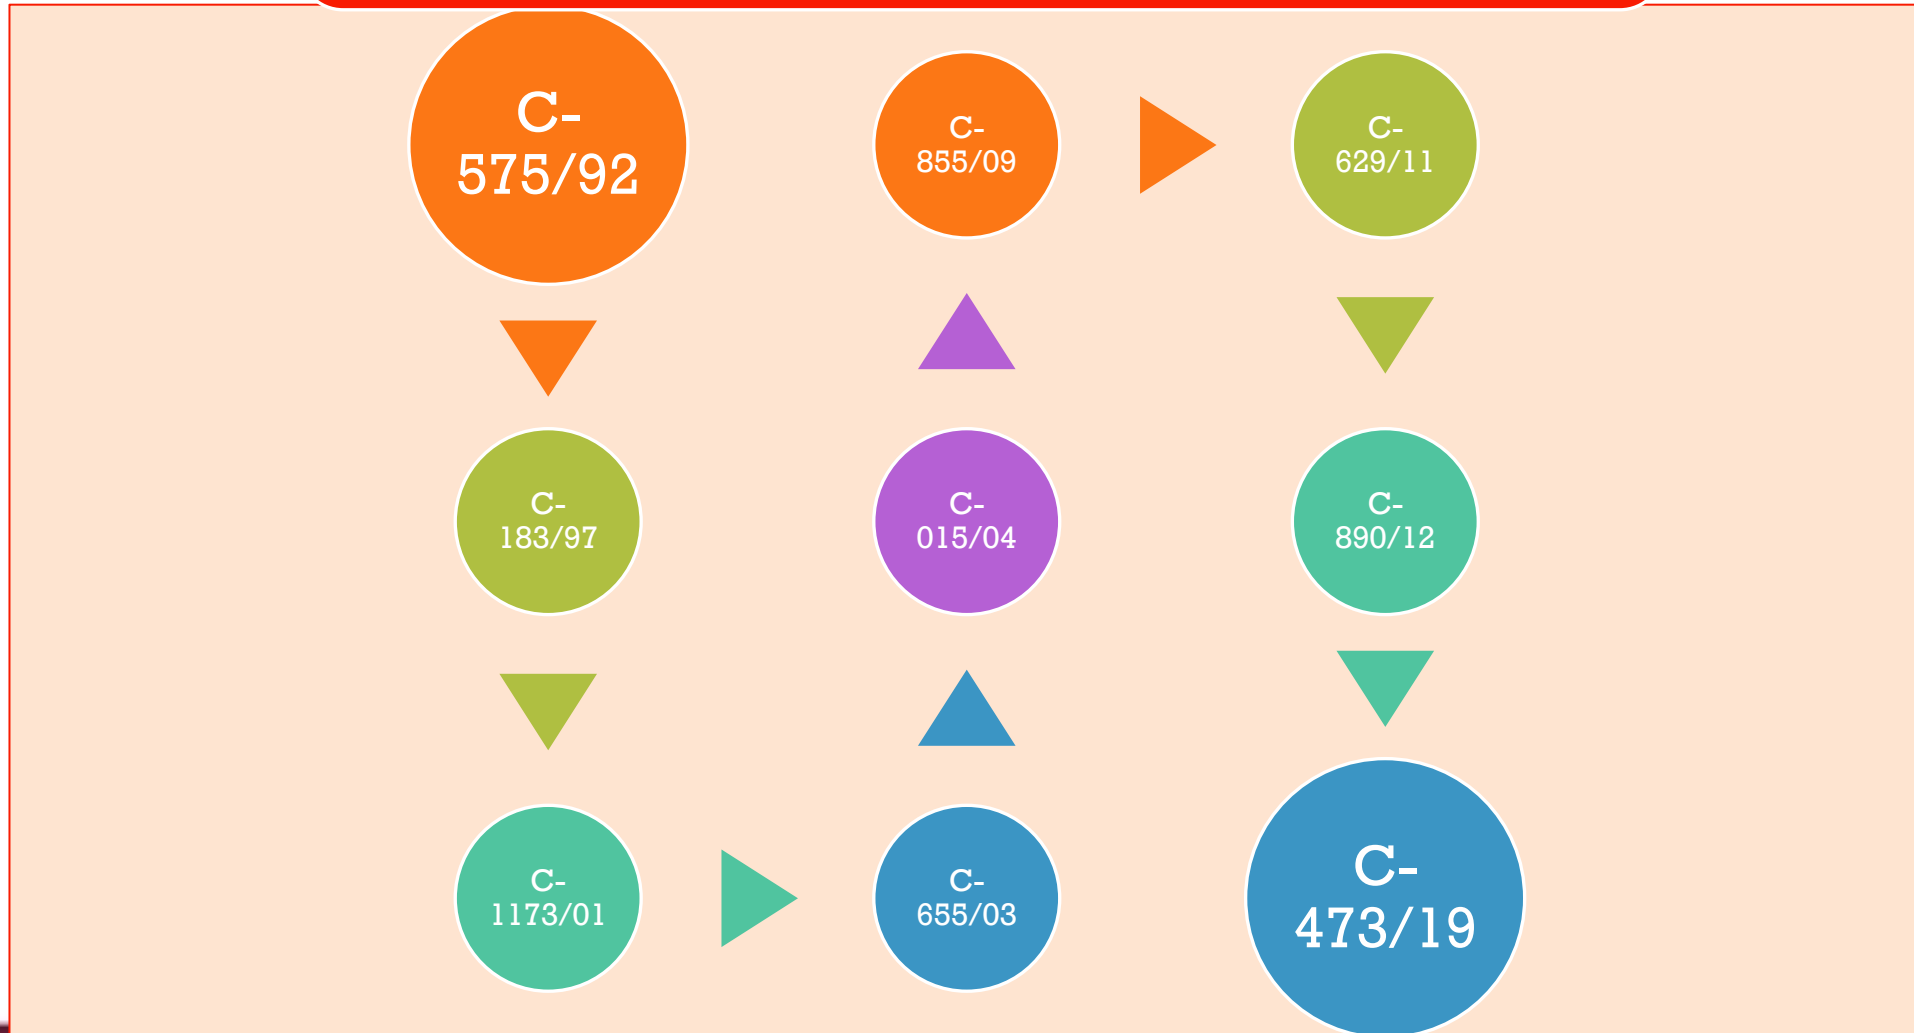 C-
575/92
C-
183/97
C-
1173/01
C-
655/03
C-
015/04
C-
855/09
C-
629/11
C-
890/12
C-
473/19